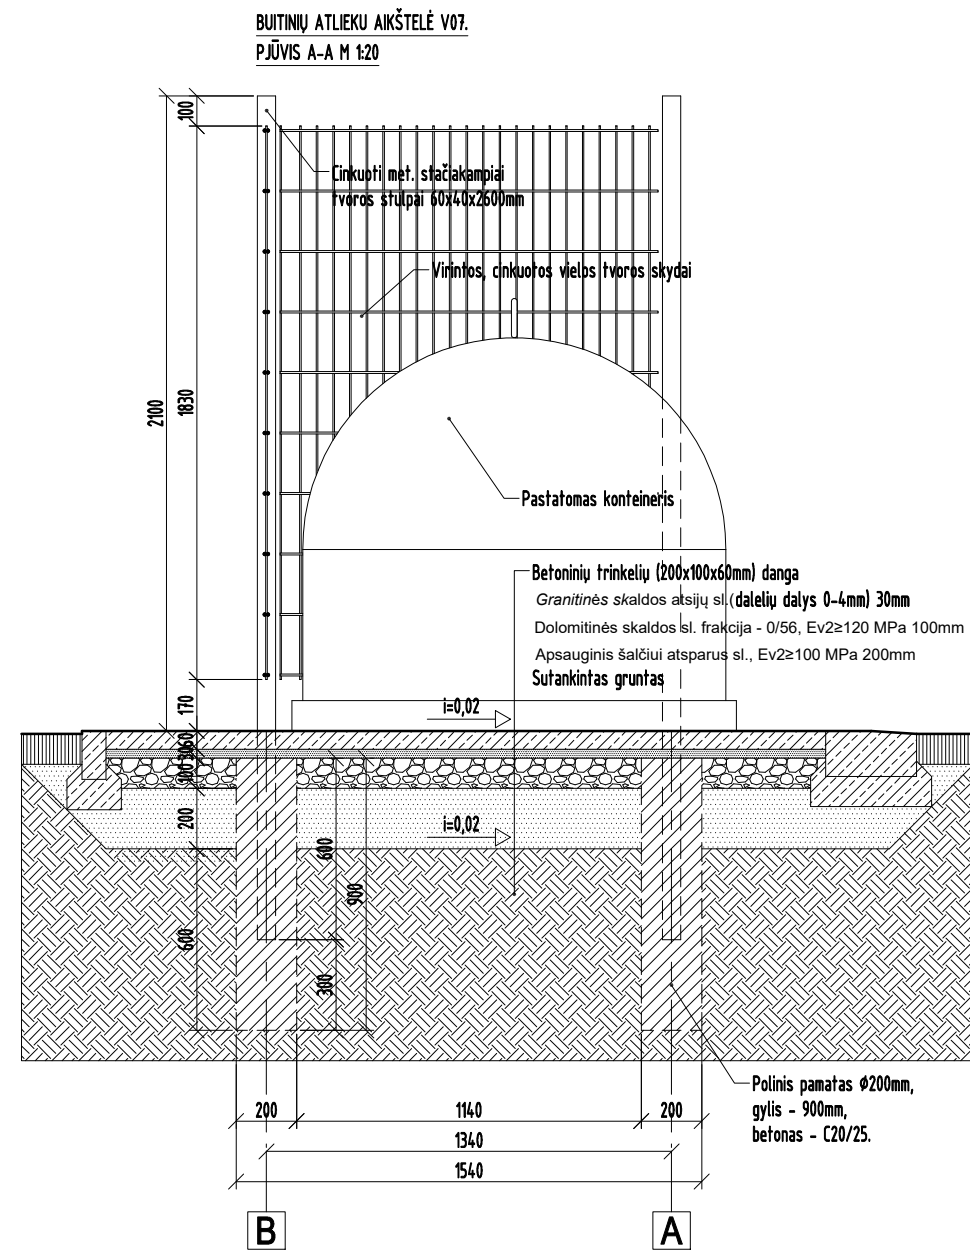 BUITINIŲ ATLIEKU AIKŠTELĖ V07.
PJŪVIS A-A M 1:20
100
Cinkuoti met. stačiakampiai
tvoros stulpai 60x40x2600mm
Virintos, cinkuotos vielos tvoros skydai
2100
1830
Pastatomas konteineris
Betoninių trinkelių (200x100x60mm) danga
Granitinės skaldos atsijų sl.(dalelių dalys 0-4mm) 30mm
Dolomitinės skaldos sl. frakcija - 0/56, Ev2≥120 MPa 100mm
Apsauginis šalčiui atsparus sl., Ev2≥100 MPa 200mm
Sutankintas gruntas
170
i=0,02
60
30
100
200
i=0,02
600
900
600
300
Polinis pamatas Ø200mm,
gylis - 900mm,
betonas - C20/25.
200
1140
200
1340
1540
B
A